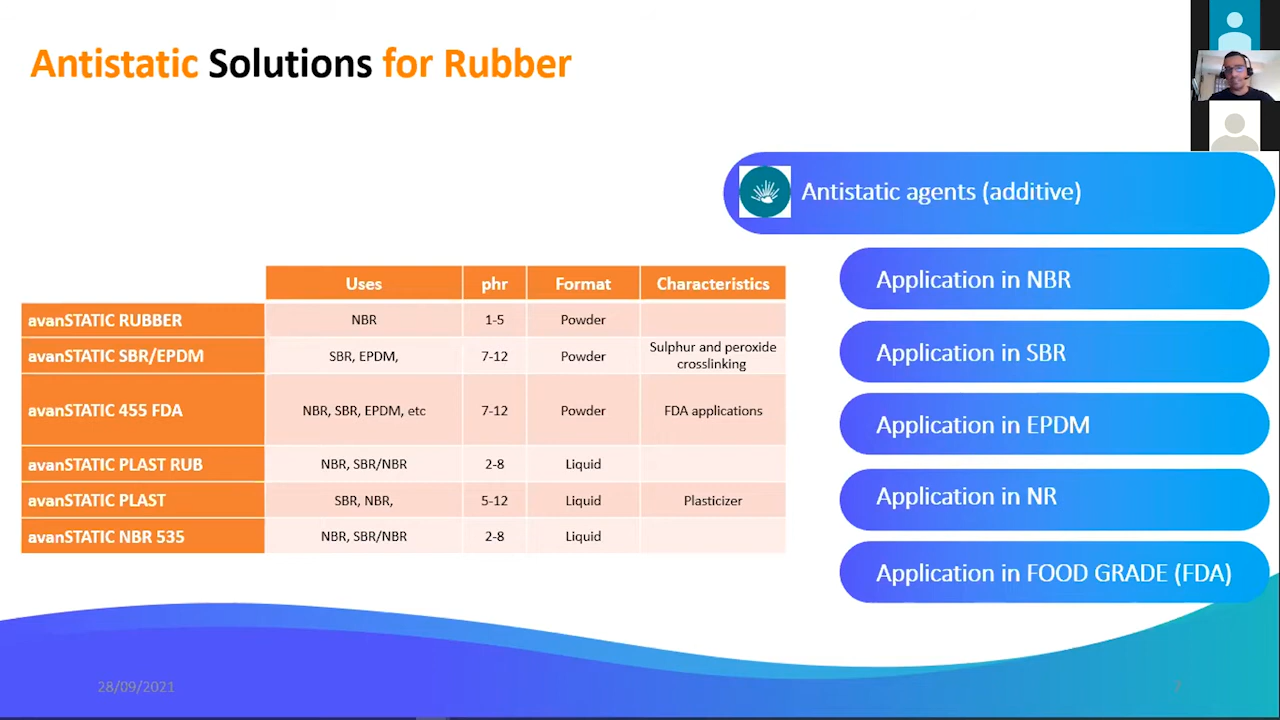 Antistatic Solutions for Rubber
Antistatic agents (additive)
Application in NBR
Application in SBR
Application in EPDM
Application in NR
Application in FOOD GRADE (FDA)
Uses phr Format Characteristics
avanSTATIC RUBBER NBR 1-5 Powder
avanSTATIC SBR/EPDM SBR, EPDM, 7-12 Powder Sulphur and peroxide
crosslinking
avanSTATIC 455 FDA NBR, SBR, EPDM, etc 7-12 Powder FDA applications
avanSTATIC PLAST RUB NBR, SBR/NBR 2-8 Liquid
avanSTATIC PLAST SBR, NBR, 5-12 Liquid Plasticizer
avanSTATIC NBR 535 NBR, SBR/NBR 2-8 Liquid
28/09/2021
7